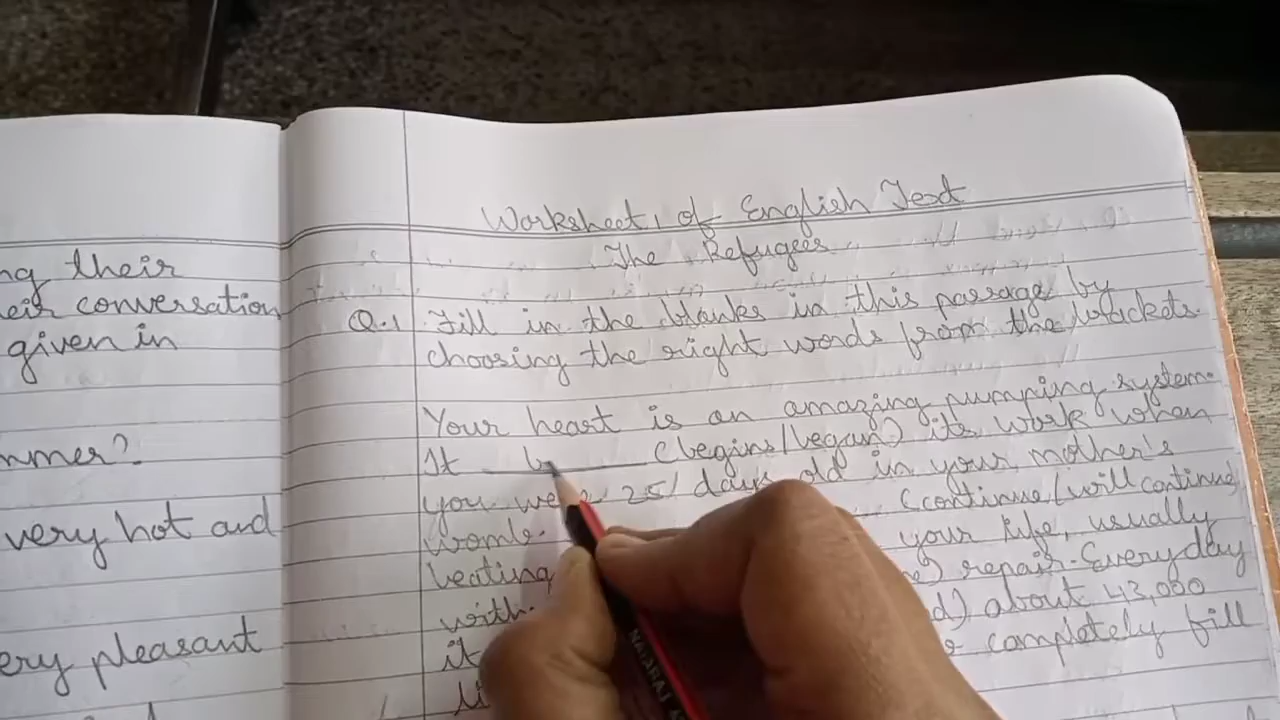 ng their
eir conversation
given in
mmer?
very hot and
ery pleasant
Worksheet, of English Text
The Refugees
Q.1 Fill in the blanks in this passage by
choosing the right words from the brackets.
Your heart is an amazing pumping system.
It b (begins/began) its work when
you were 25 days old in your mother's
womb. (continue/will continue)
beating your life, usually
with repair. Everyday
it about 43,000
completely fill
NATARAJ